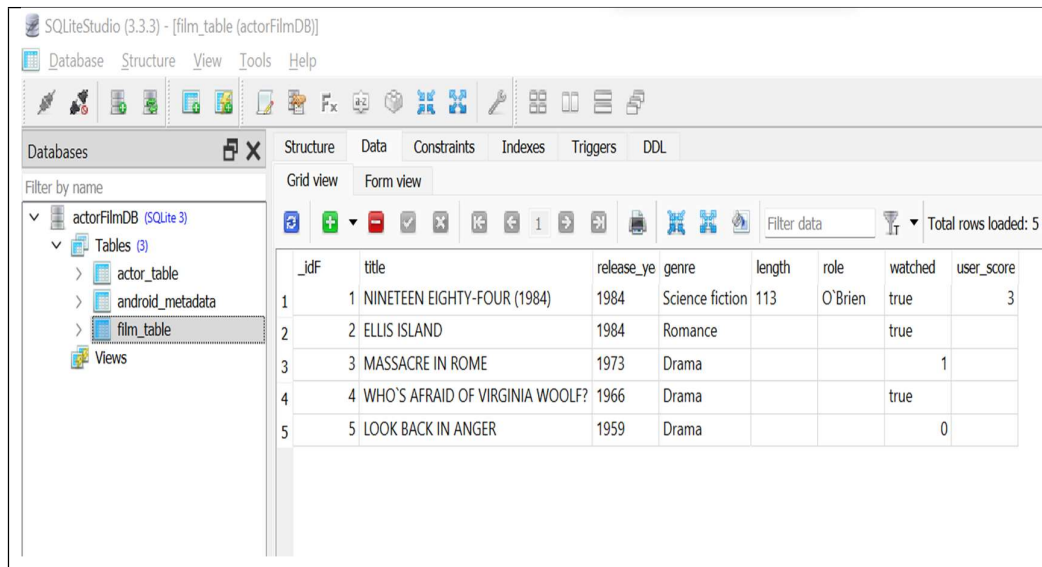 SQLiteStudio (3.3.3) - [film_table (actorFilmDB)]
Database Structure View Tools Help
Databases
Filter by name
actorFilmDB (SQLite 3)
Tables (3)
actor_table
android_metadata
film_table
Views
Structure Data Constraints Indexes Triggers DDL
Grid view Form view
1 Filter data Total rows loaded: 5
_idF title release_ye genre length role watched user_score
1 1 NINETEEN EIGHTY-FOUR (1984) 1984 Science fiction 113 O`Brien true 3
2 2 ELLIS ISLAND 1984 Romance true
3 3 MASSACRE IN ROME 1973 Drama 1
4 4 WHO`S AFRAID OF VIRGINIA WOOLF? 1966 Drama true
5 5 LOOK BACK IN ANGER 1959 Drama 0